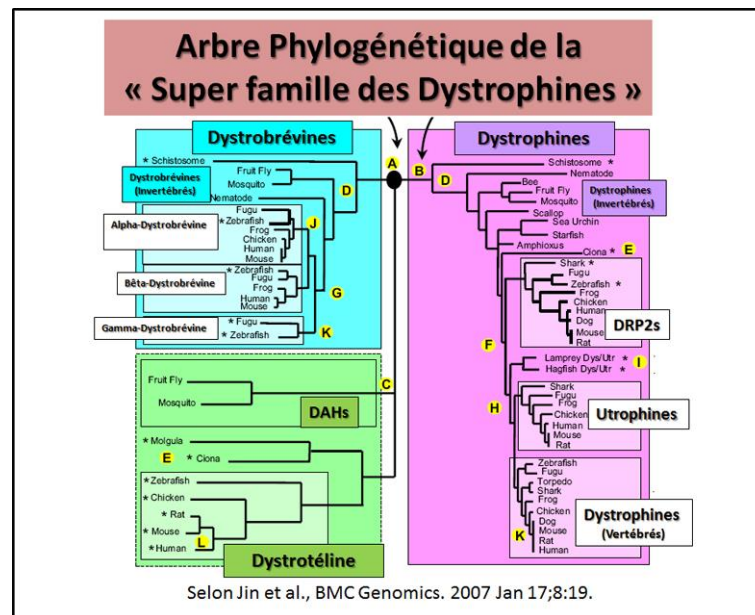 Arbre Phylogénétique de la
« Super famille des Dystrophines »
Dystrobrévines
A
* Schistosome
Dystrobrévines
(Invertébrés)
Fruit Fly
Mosquito
D
Nematode
Alpha-Dystrobrévine
Fugu
* Zebrafish
Frog
Chicken
Human
Mouse
J
Bêta-Dystrobrévine
* Zebrafish
Fugu
Frog
Human
Mouse
G
Gamma-Dystrobrévine
* Fugu
* Zebrafish
K
Fruit Fly
Mosquito
C
DAHs
* Molgula
E
* Ciona
* Zebrafish
* Chicken
* Rat
* Mouse
L
* Human
Dystrotéline
Dystrophines
B
D
Schistosome *
Nematode
Bee
Fruit Fly
Mosquito
Dystrophines
(Invertébrés)
Scallop
Sea Urchin
Starfish
Amphioxus
Ciona *
E
Shark *
Fugu
Zebrafish *
Frog
Chicken
Human
Dog
Mouse
Rat
DRP2s
F
Lamprey Dys/Utr *
Hagfish Dys/Utr *
I
H
Shark
Fugu
Frog
Chicken
Human
Mouse
Rat
Utrophines
Zebrafish
Fugu
Torpedo
Shark
Frog
Chicken
Dog
Mouse
Rat
Human
K
Dystrophines
(Vertébrés)
Selon Jin et al., BMC Genomics. 2007 Jan 17;8:19.